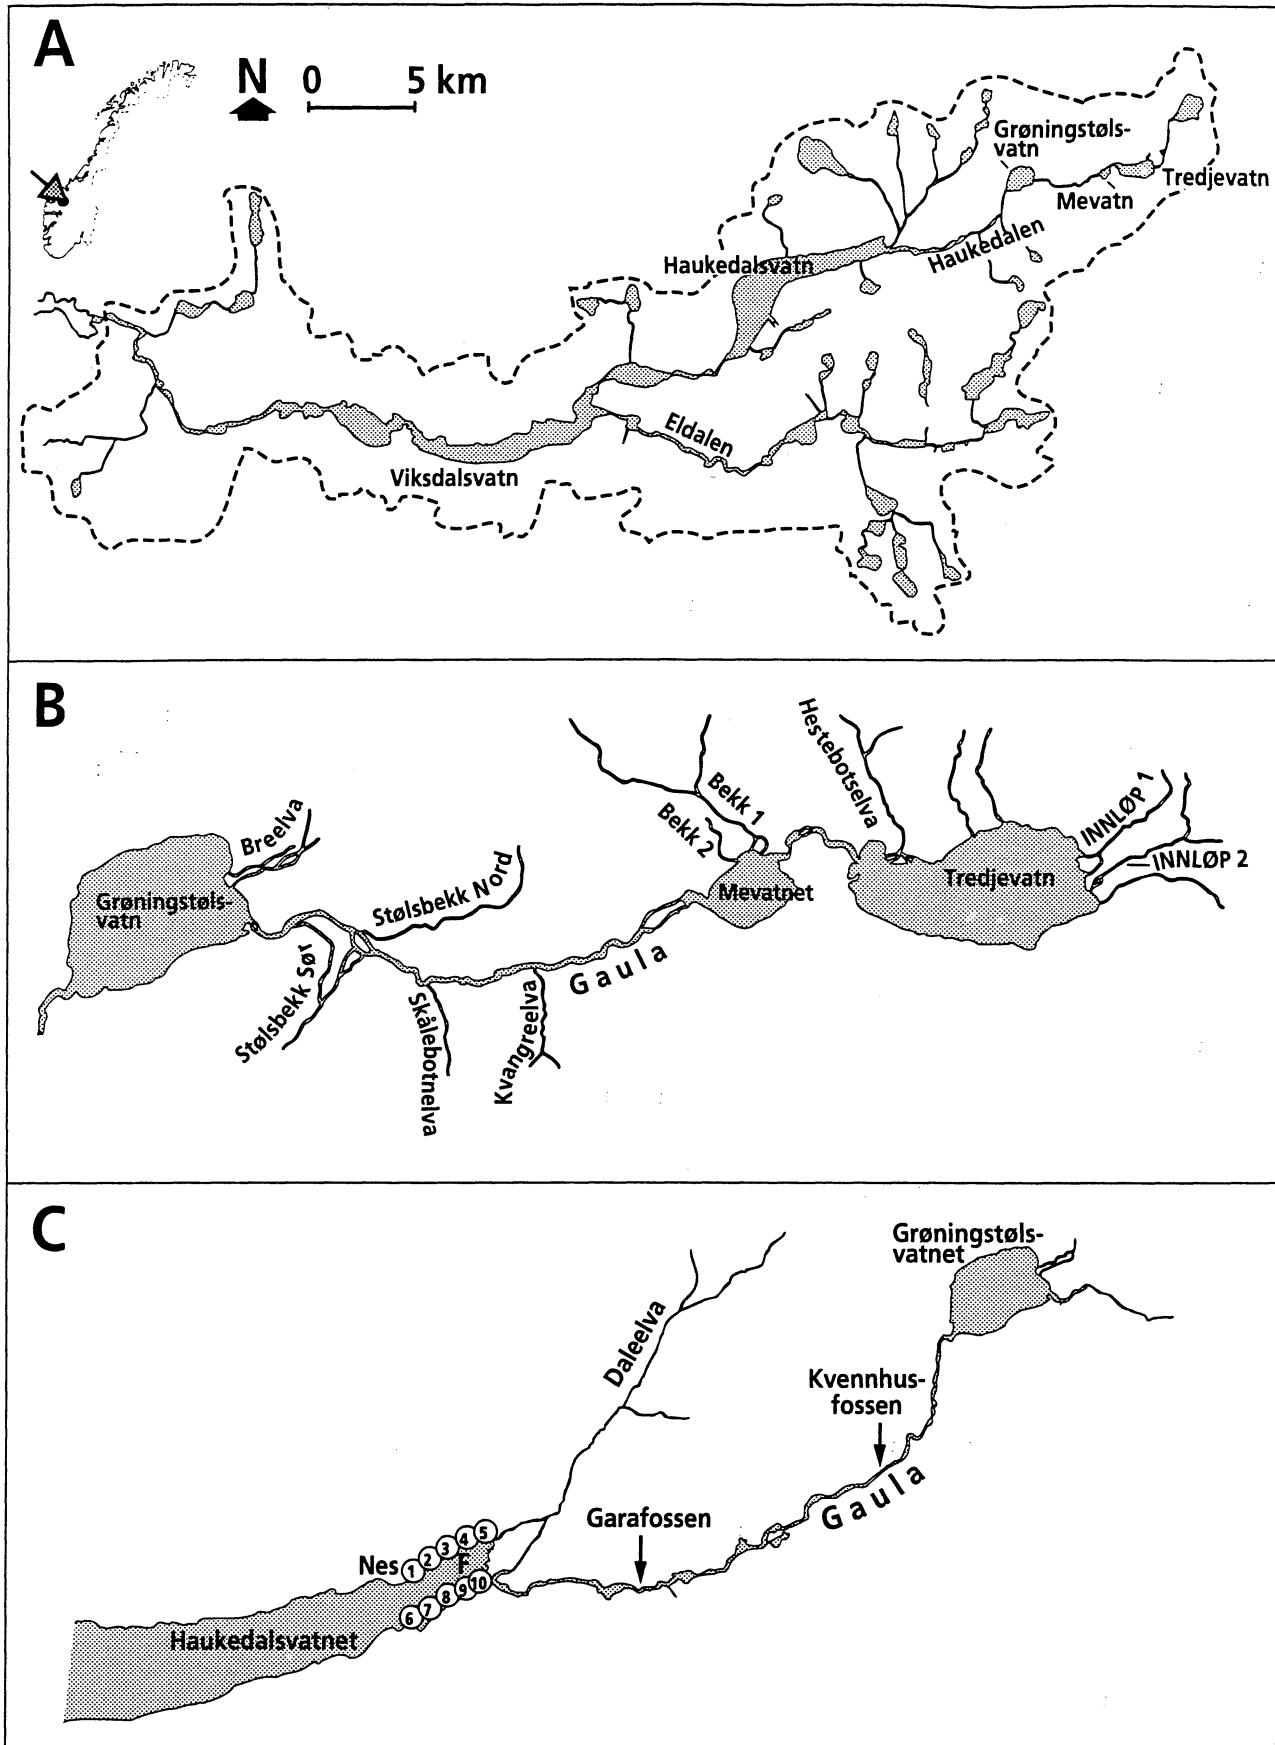 A
N
0 5 km
Grøningstøls-
vatn
Tredjevatn
Mevatn
Haukedalen
Haukedalsvatn
Eldalen
Viksdalsvatn
B
Hestebotselva
Bekk 1
Bekk 2
INNLØP 1
INNLØP 2
Breelva
Stølsbekk Nord
Grøningstøls-
vatn
Mevatnet
Tredjevatn
Stølsbekk Sør
Skålebotnelva
Kvangreelva
Gaula
C
Grøningstøls-
vatnet
Daleelva
Kvennhus-
fossen
Gaula
Garafossen
Nes
1 2 3 4 5
F
6 7 8 9 10
Haukedalsvatnet